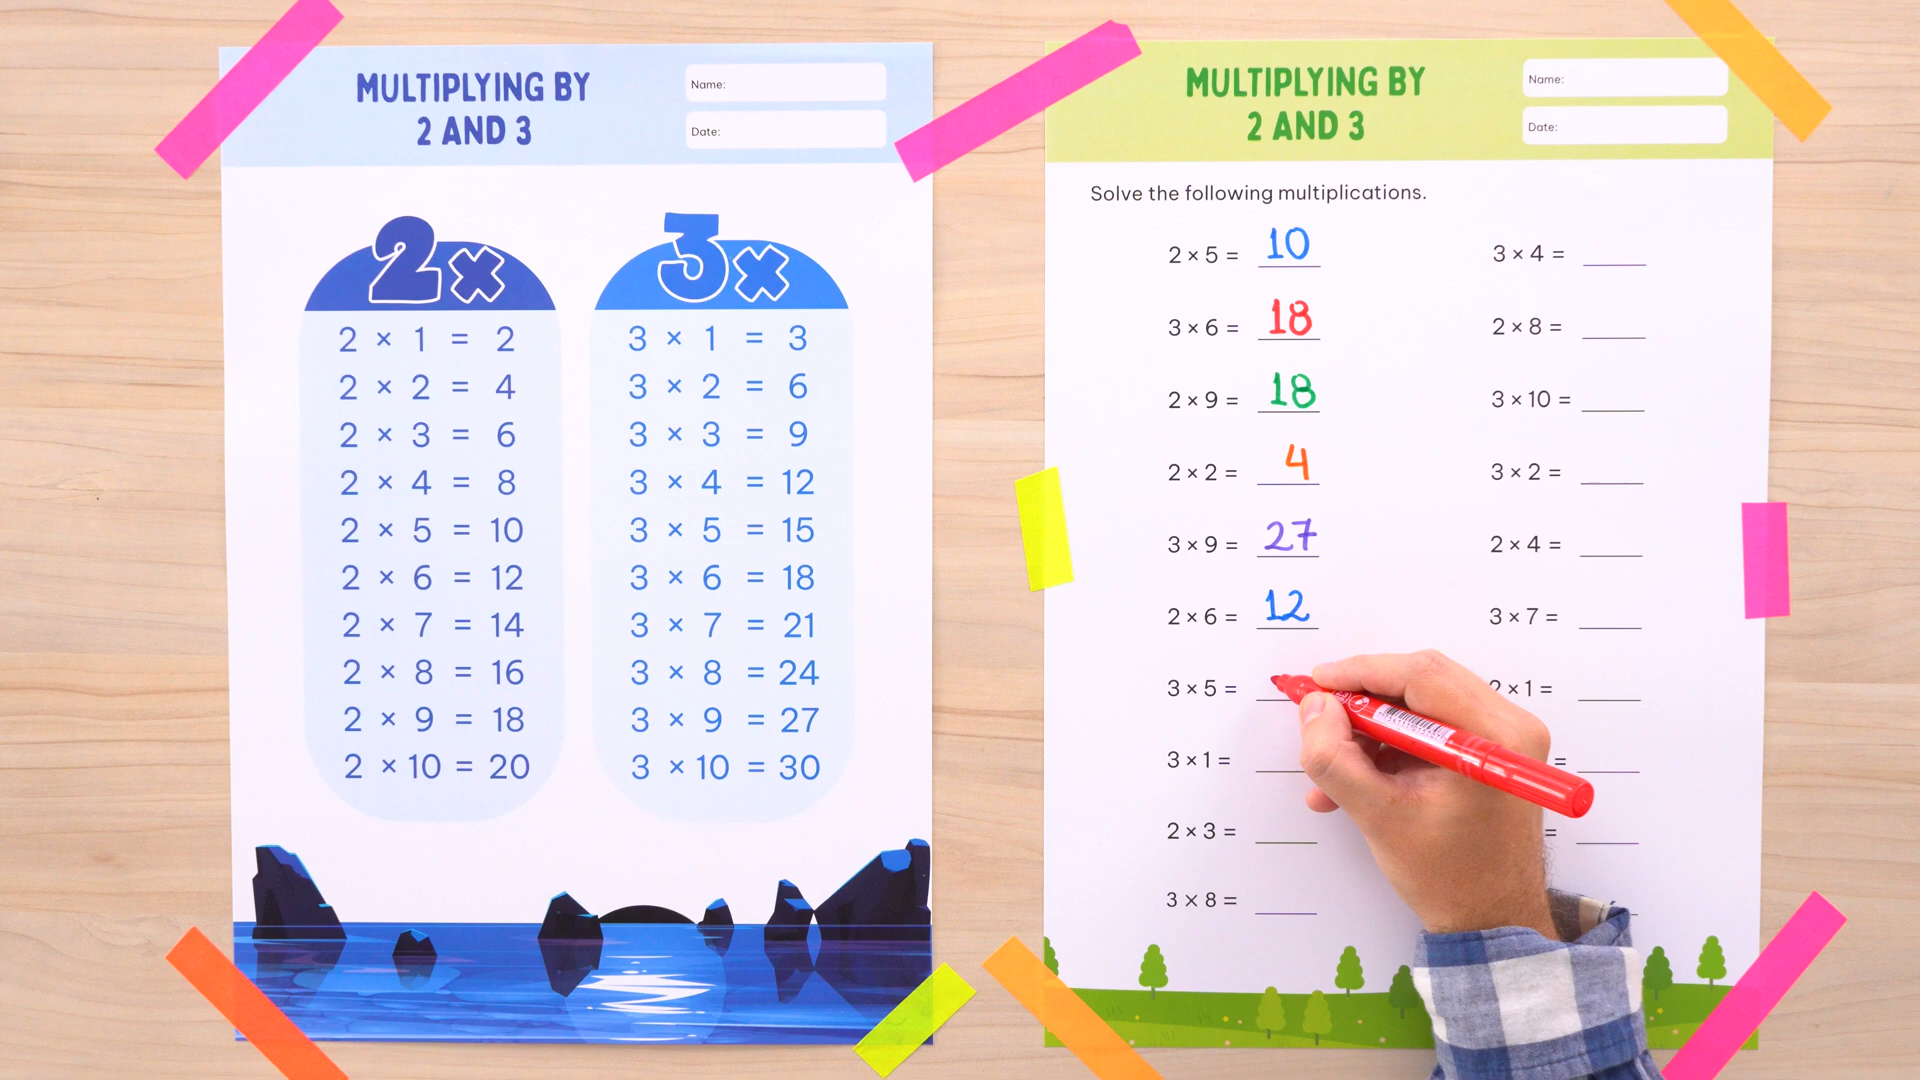 MULTIPLYING BY
2 AND 3
Name:
Date:
2×
2 × 1 = 2
2 × 2 = 4
2 × 3 = 6
2 × 4 = 8
2 × 5 = 10
2 × 6 = 12
2 × 7 = 14
2 × 8 = 16
2 × 9 = 18
2 × 10 = 20
3×
3 × 1 = 3
3 × 2 = 6
3 × 3 = 9
3 × 4 = 12
3 × 5 = 15
3 × 6 = 18
3 × 7 = 21
3 × 8 = 24
3 × 9 = 27
3 × 10 = 30
MULTIPLYING BY
2 AND 3
Name:
Date:
Solve the following multiplications.
2 × 5 = 10
3 × 6 = 18
2 × 9 = 18
2 × 2 = 4
3 × 9 = 27
2 × 6 = 12
3 × 5 =
3 × 1 =
2 × 3 =
3 × 8 =
3 × 4 =
2 × 8 =
3 × 10 =
3 × 2 =
2 × 4 =
3 × 7 =
× 1 =
=
=